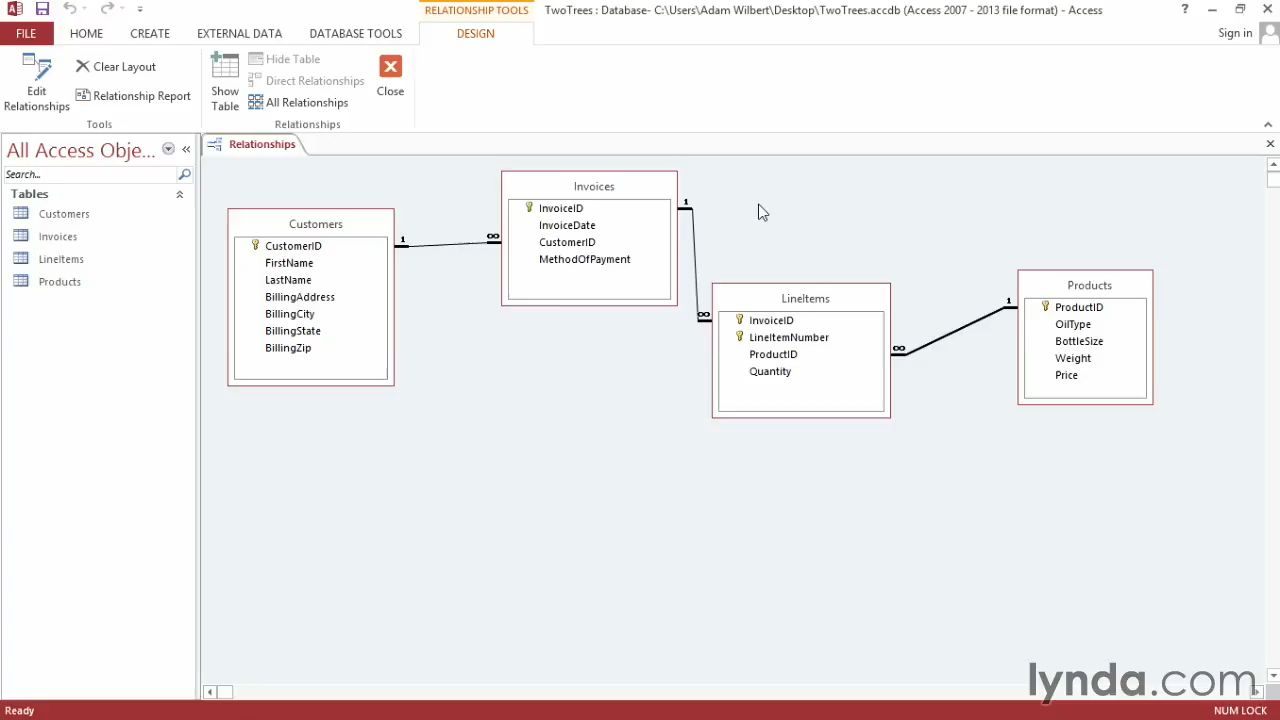 RELATIONSHIP TOOLS
TwoTrees : Database- C:\Users\Adam Wilbert\Desktop\TwoTrees.accdb (Access 2007 - 2013 file format) - Access
?
FILE
HOME
CREATE
EXTERNAL DATA
DATABASE TOOLS
DESIGN
Sign in
Edit
Relationships
Clear Layout
Relationship Report
Tools
Show
Table
Hide Table
Direct Relationships
All Relationships
Close
Relationships
All Access Obje...
Search...
Tables
Customers
Invoices
LineItems
Products
Relationships
Customers
CustomerID
FirstName
LastName
BillingAddress
BillingCity
BillingState
BillingZip
1
∞
Invoices
InvoiceID
InvoiceDate
CustomerID
MethodOfPayment
1
∞
LineItems
InvoiceID
LineItemNumber
ProductID
Quantity
∞
1
Products
ProductID
OilType
BottleSize
Weight
Price
lynda.com
Ready
NUM LOCK